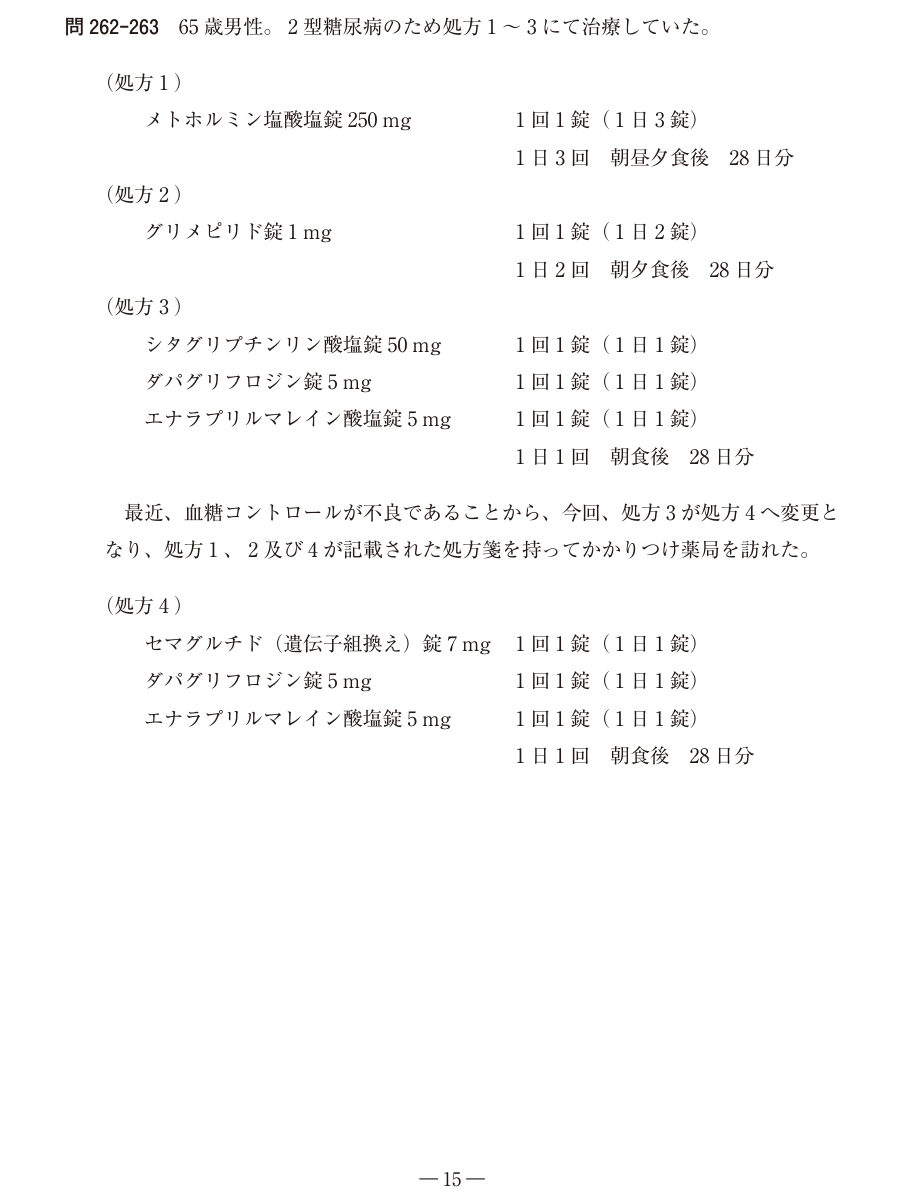 問 262-263　65 歳男性。2 型糖尿病のため処方 1 ～ 3 にて治療していた。
（処方 1 ）
メトホルミン塩酸塩錠 250 mg　1 回 1 錠（ 1 日 3 錠）
1 日 3 回　朝昼夕食後　28 日分
（処方 2 ）
グリメピリド錠 1 mg　1 回 1 錠（ 1 日 2 錠）
1 日 2 回　朝夕食後　28 日分
（処方 3 ）
シタグリプチンリン酸塩錠 50 mg　1 回 1 錠（ 1 日 1 錠）
ダパグリフロジン錠 5 mg　1 回 1 錠（ 1 日 1 錠）
エナラプリルマレイン酸塩錠 5 mg　1 回 1 錠（ 1 日 1 錠）
1 日 1 回　朝食後　28 日分
最近、血糖コントロールが不良であることから、今回、処方 3 が処方 4 へ変更と
なり、処方 1 、 2 及び 4 が記載された処方箋を持ってかかりつけ薬局を訪れた。
（処方 4 ）
セマグルチド（遺伝子組換え）錠 7 mg　1 回 1 錠（ 1 日 1 錠）
ダパグリフロジン錠 5 mg　1 回 1 錠（ 1 日 1 錠）
エナラプリルマレイン酸塩錠 5 mg　1 回 1 錠（ 1 日 1 錠）
1 日 1 回　朝食後　28 日分
— 15 —